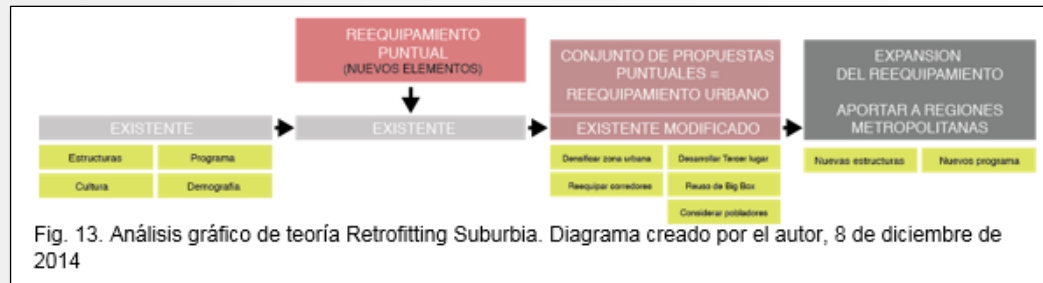 REEQUIPAMIENTO
PUNTUAL
(NUEVOS ELEMENTOS)
CONJUNTO DE PROPUESTAS
PUNTUALES =
REEQUIPAMIENTO URBANO
EXPANSION
DEL REEQUIPAMIENTO
APORTAR A REGIONES
METROPOLITANAS
EXISTENTE
EXISTENTE
EXISTENTE MODIFICADO
Estructuras
Programa
Cultura
Demografía
Densificar zona urbana
Desarrollar Tercer lugar
Reequipar corredores
Reuso de Big Box
Considerar pobladores
Nuevas estructuras
Nuevos programa
Fig. 13. Análisis gráfico de teoría Retrofitting Suburbia. Diagrama creado por el autor, 8 de diciembre de
2014